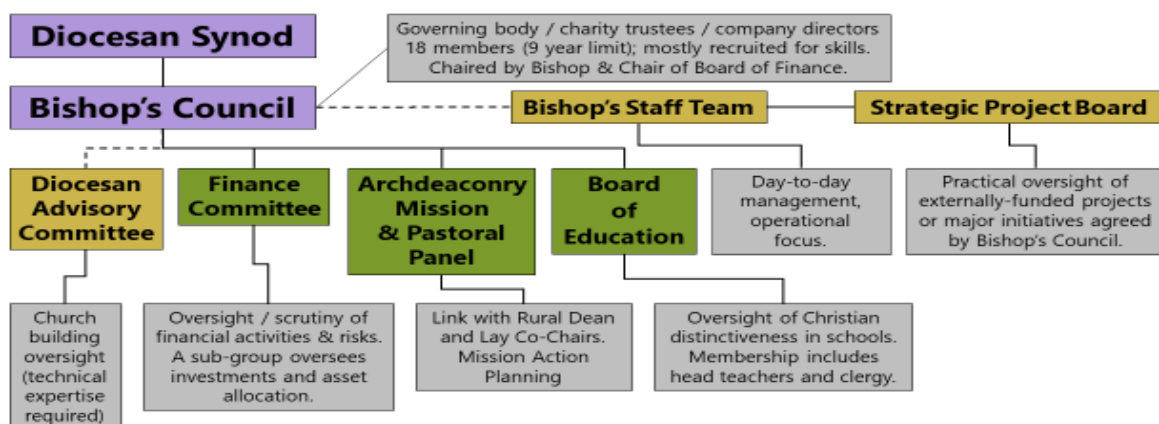 Diocesan Synod
Governing body / charity trustees / company directors
18 members (9 year limit); mostly recruited for skills.
Chaired by Bishop & Chair of Board of Finance.
Bishop's Council
Bishop's Staff Team
Strategic Project Board
Diocesan
Advisory
Committee
Finance
Committee
Archdeaconry
Mission
& Pastoral
Panel
Board
of
Education
Day-to-day
management,
operational
focus.
Practical oversight of
externally-funded projects
or major initiatives agreed
by Bishop's Council.
Church
building
oversight
(technical
expertise
required)
Oversight / scrutiny of
financial activities & risks.
A sub-group oversees
investments and asset
allocation.
Link with Rural Dean
and Lay Co-Chairs.
Mission Action
Planning
Oversight of Christian
distinctiveness in schools.
Membership includes
head teachers and clergy.